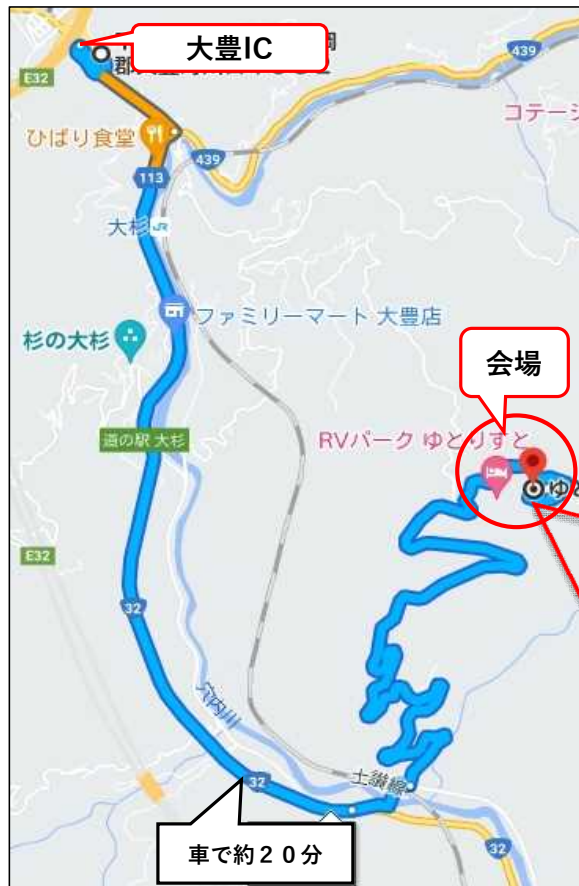 大豊IC
E32
439
コテージ
ひばり食堂
439
113
大杉
JR
ファミリーマート 大豊店
杉の大杉
会場
道の駅 大杉
RVパーク ゆとりすと
E32
32
穴内川
土讃線
32
車で約20分
32